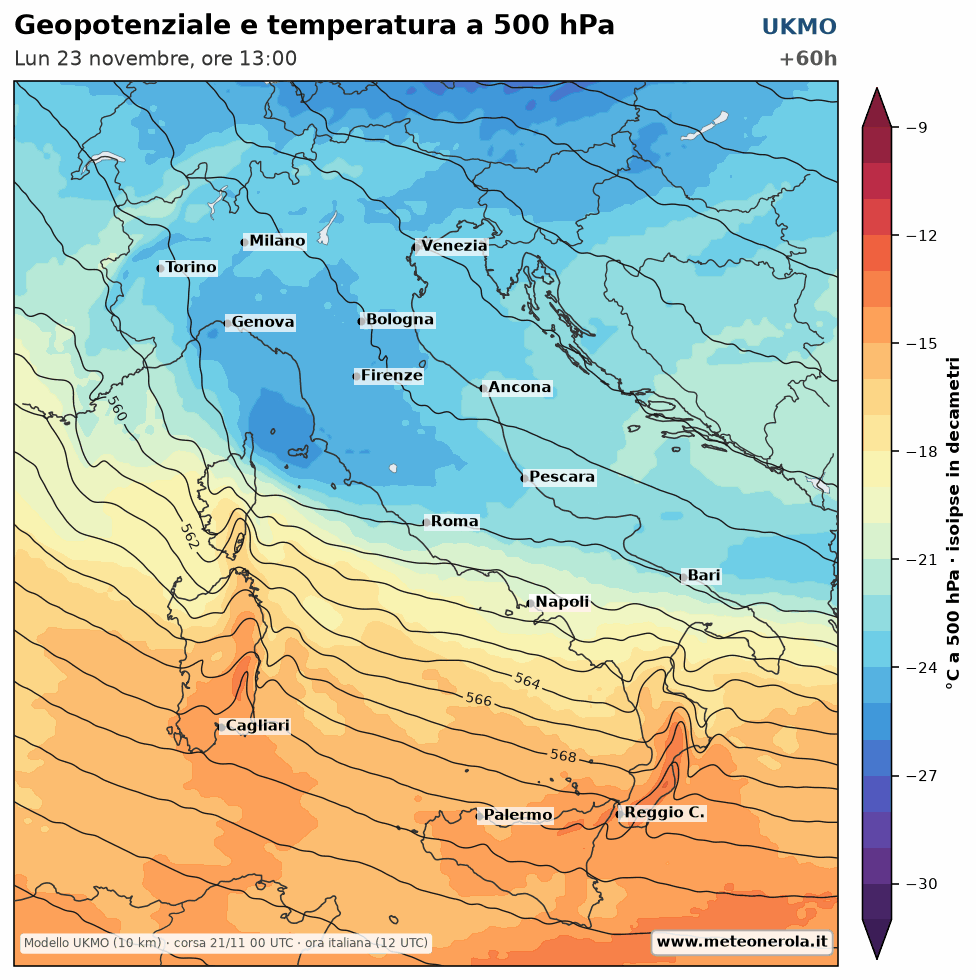 Geopotenziale e temperatura a 500 hPa
UKMO
Lun 23 novembre, ore 13:00
+60h
Milano
Venezia
Torino
Genova
Bologna
Firenze
Ancona
560
Pescara
Roma
562
Bari
Napoli
564
566
Cagliari
568
Palermo
Reggio C.
Modello UKMO (10 km) · corsa 21/11 00 UTC · ora italiana (12 UTC)
www.meteonerola.it
−9
−12
−15
−18
−21
−24
−27
−30
°C a 500 hPa · isoipse in decametri